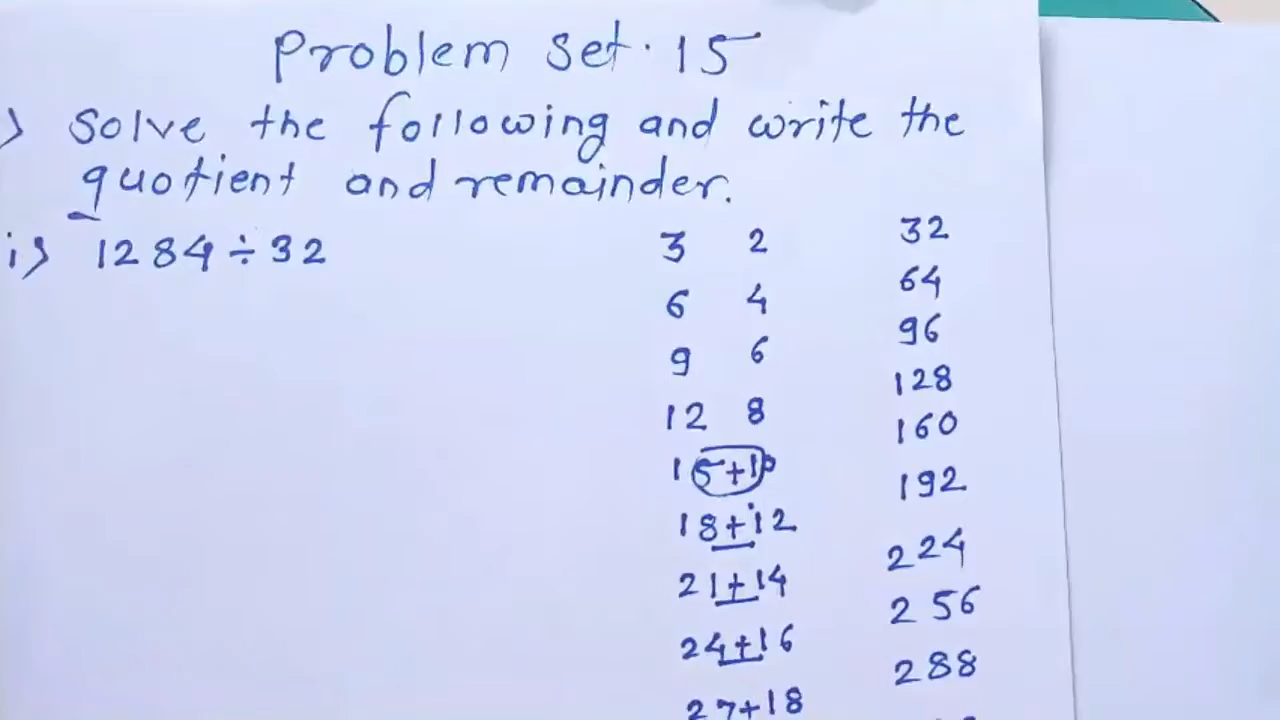 Problem Set. 15
> Solve the following and write the
quotient and remainder.
i> 1284÷32
3 2 32
6 4 64
9 6 96
12 8 128
15+10 160
18+12 192
21+14 224
24+16 256
27+18 288